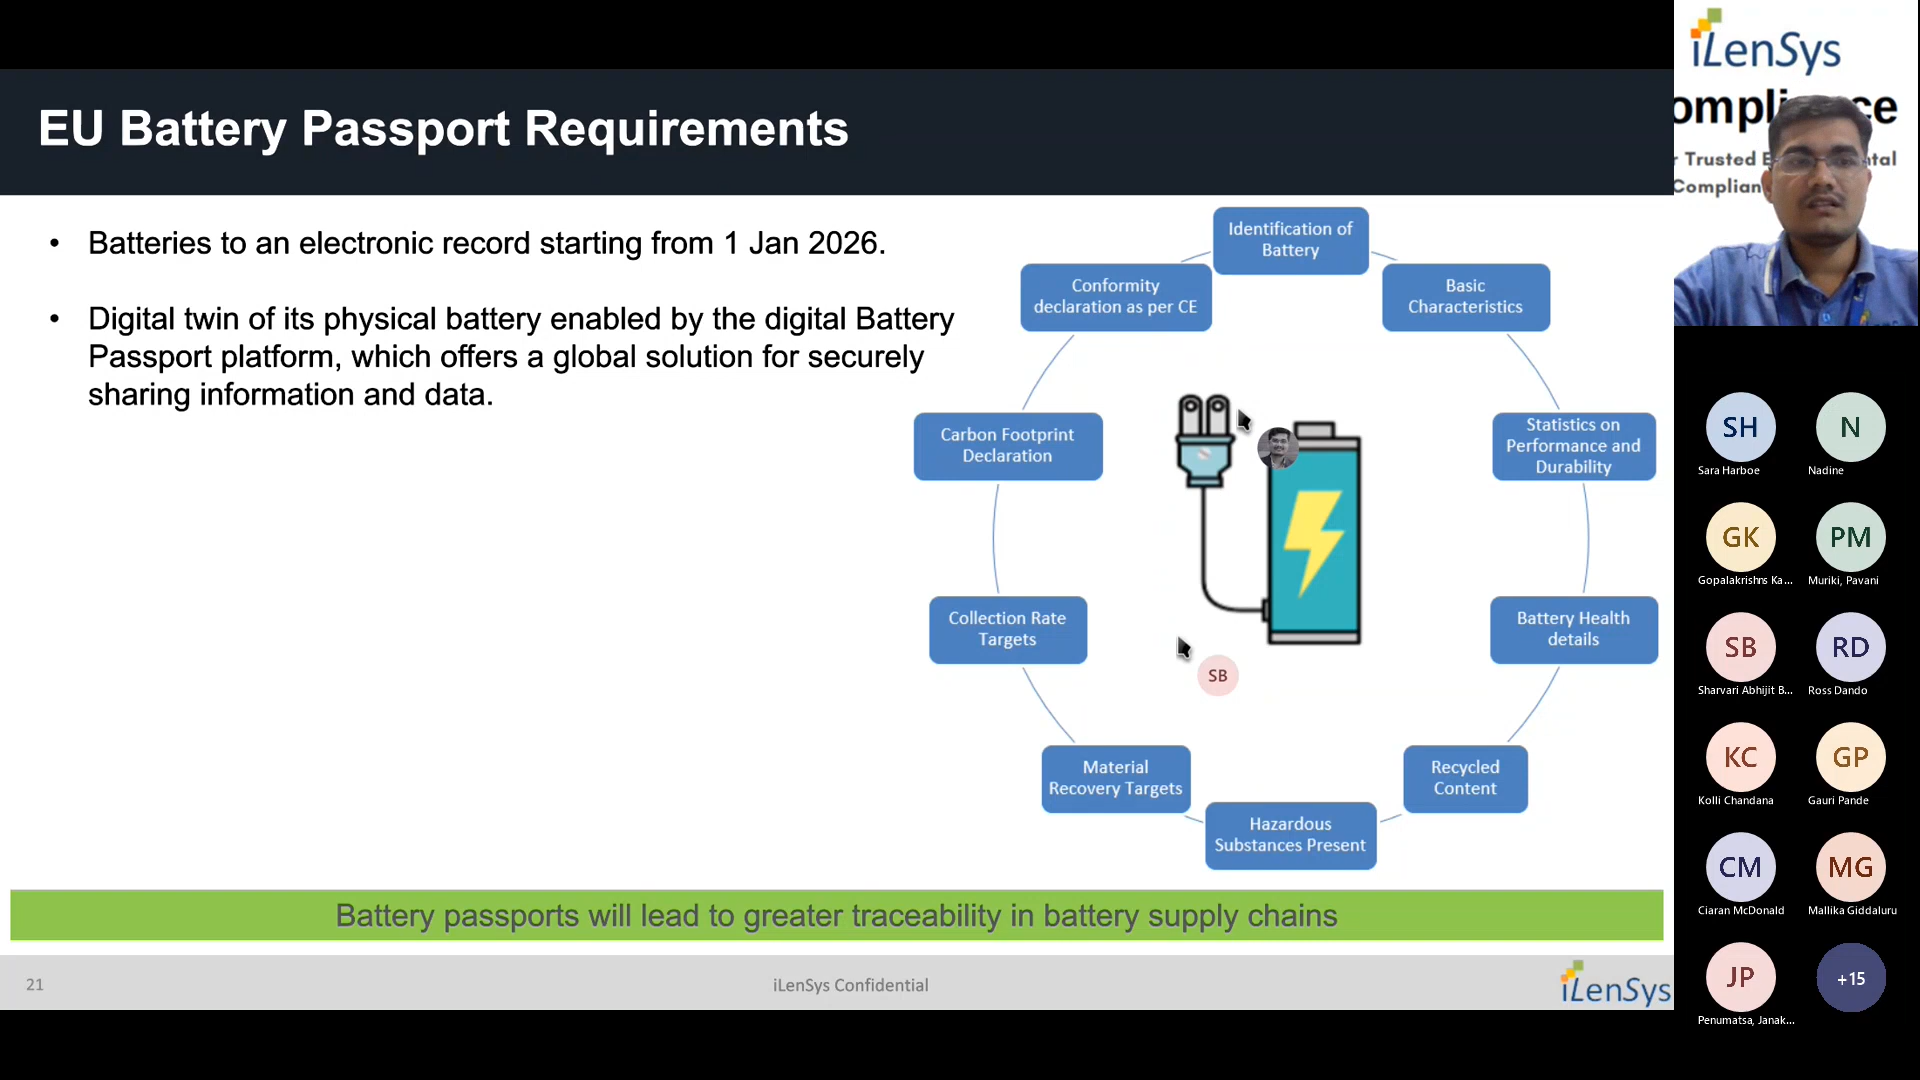 EU Battery Passport Requirements
• Batteries to an electronic record starting from 1 Jan 2026.
• Digital twin of its physical battery enabled by the digital Battery
Passport platform, which offers a global solution for securely
sharing information and data.
Identification of
Battery
Basic
Characteristics
Statistics on
Performance and
Durability
Battery Health
details
Recycled
Content
Hazardous
Substances Present
Material
Recovery Targets
Collection Rate
Targets
Carbon Footprint
Declaration
Conformity
declaration as per CE
SB
Battery passports will lead to greater traceability in battery supply chains
21
iLenSys Confidential
iLenSys
iLenSys
SH
Sara Harboe
N
Nadine
GK
Gopalakrishns Ka...
PM
Muriki, Pavani
SB
Sharvari Abhijit B...
RD
Ross Dando
KC
Kolli Chandana
GP
Gauri Pande
CM
Ciaran McDonald
MG
Mallika Giddaluru
JP
Penumatsa, Janak...
+15